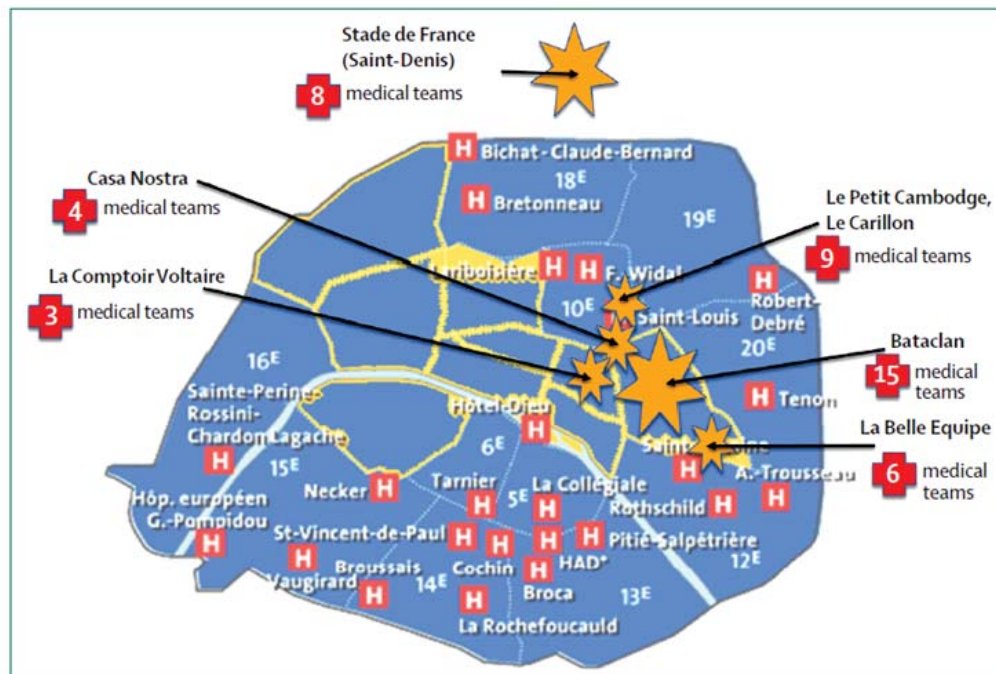 Stade de France
(Saint-Denis)
8 medical teams
Casa Nostra
4 medical teams
La Comptoir Voltaire
3 medical teams
Le Petit Cambodge,
Le Carillon
9 medical teams
Bataclan
15 medical
teams
La Belle Equipe
6 medical
teams
H Bichat-Claude-Bernard
18E
H Bretonneau
19E
Lariboisière H H F. Widal
10E
Saint-Louis
H
Robert-
Debré
20E
16E
Sainte-Perine-
Rossini-
Chardon Lagache
H
Hôtel-Dieu
H
H Tenon
6E
15E
Necker H
Tarnier
H
5E
La Collégiale
H
H
A.-Trousseau
H
Rothschild H
Hôp. européen
G.-Pompidou
H
St-Vincent-de-Paul H
H
Cochin
H
HAD*
H Pitié-Salpêtrière
12E
H
Vaugirard
Broussais
H
14E
H
Broca
13E
H
La Rochefoucauld